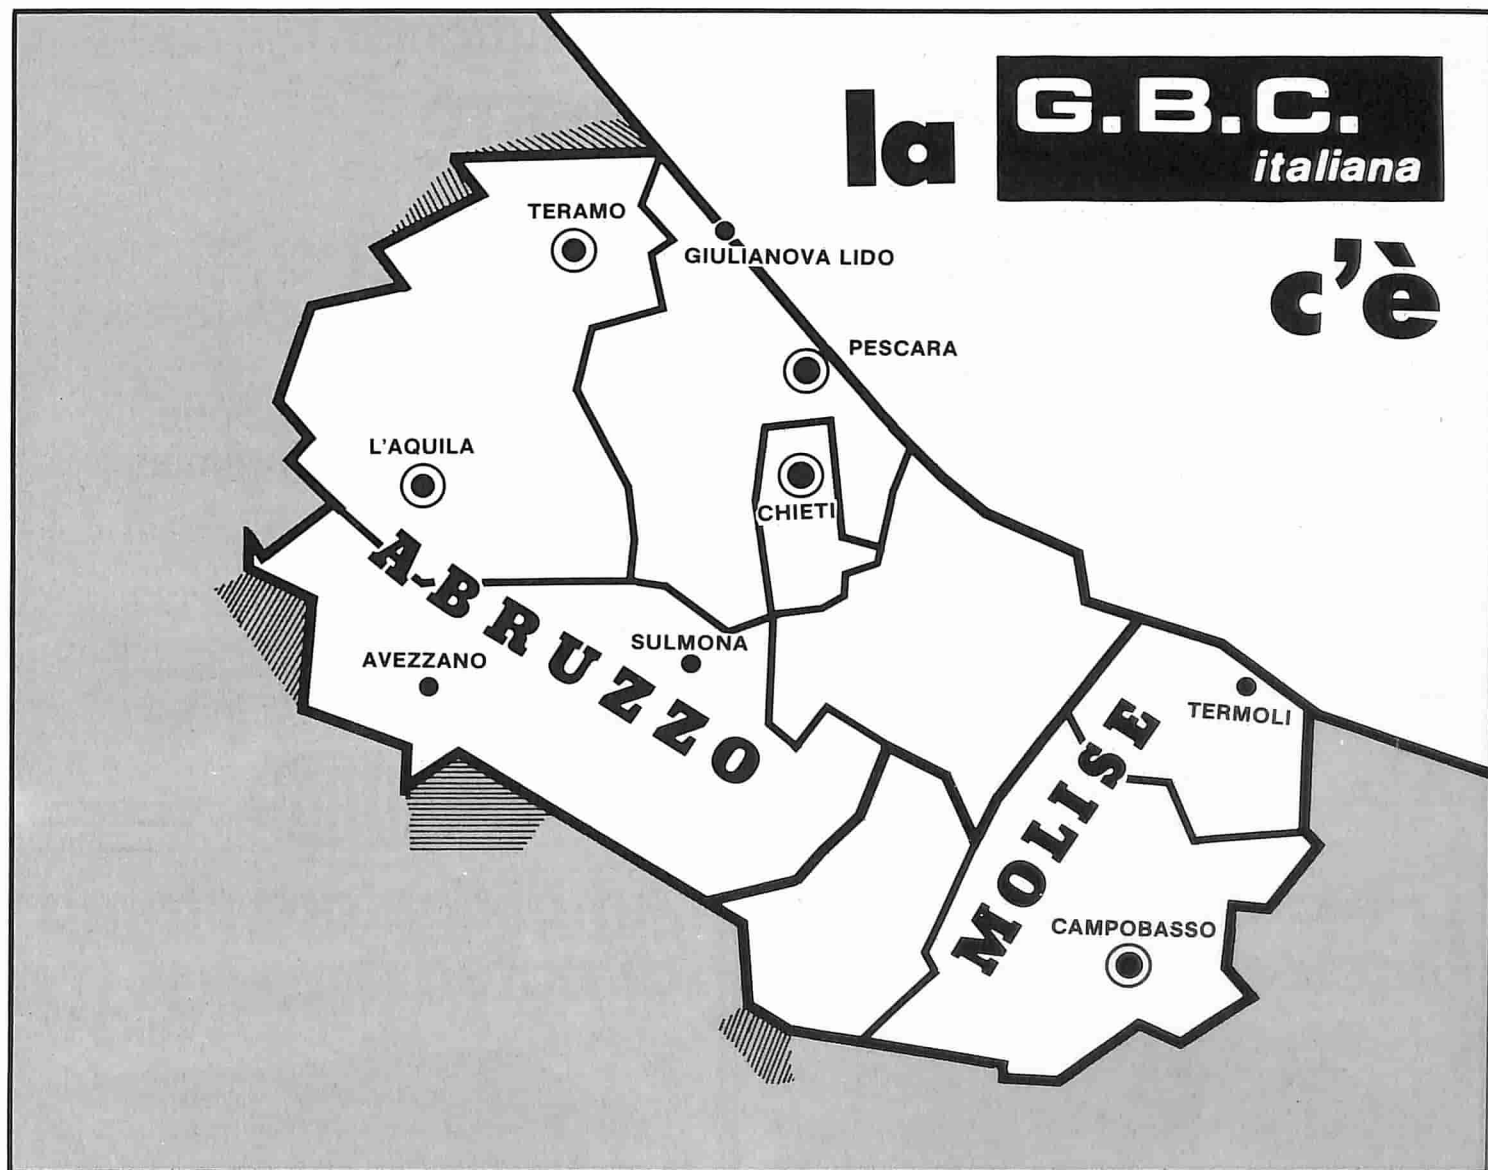 la G.B.C.
italiana
c'è
TERAMO
GIULIANOVA LIDO
PESCARA
L'AQUILA
CHIETI
ABRUZZO
SULMONA
AVEZZANO
TERMOLI
MOLISE
CAMPOBASSO